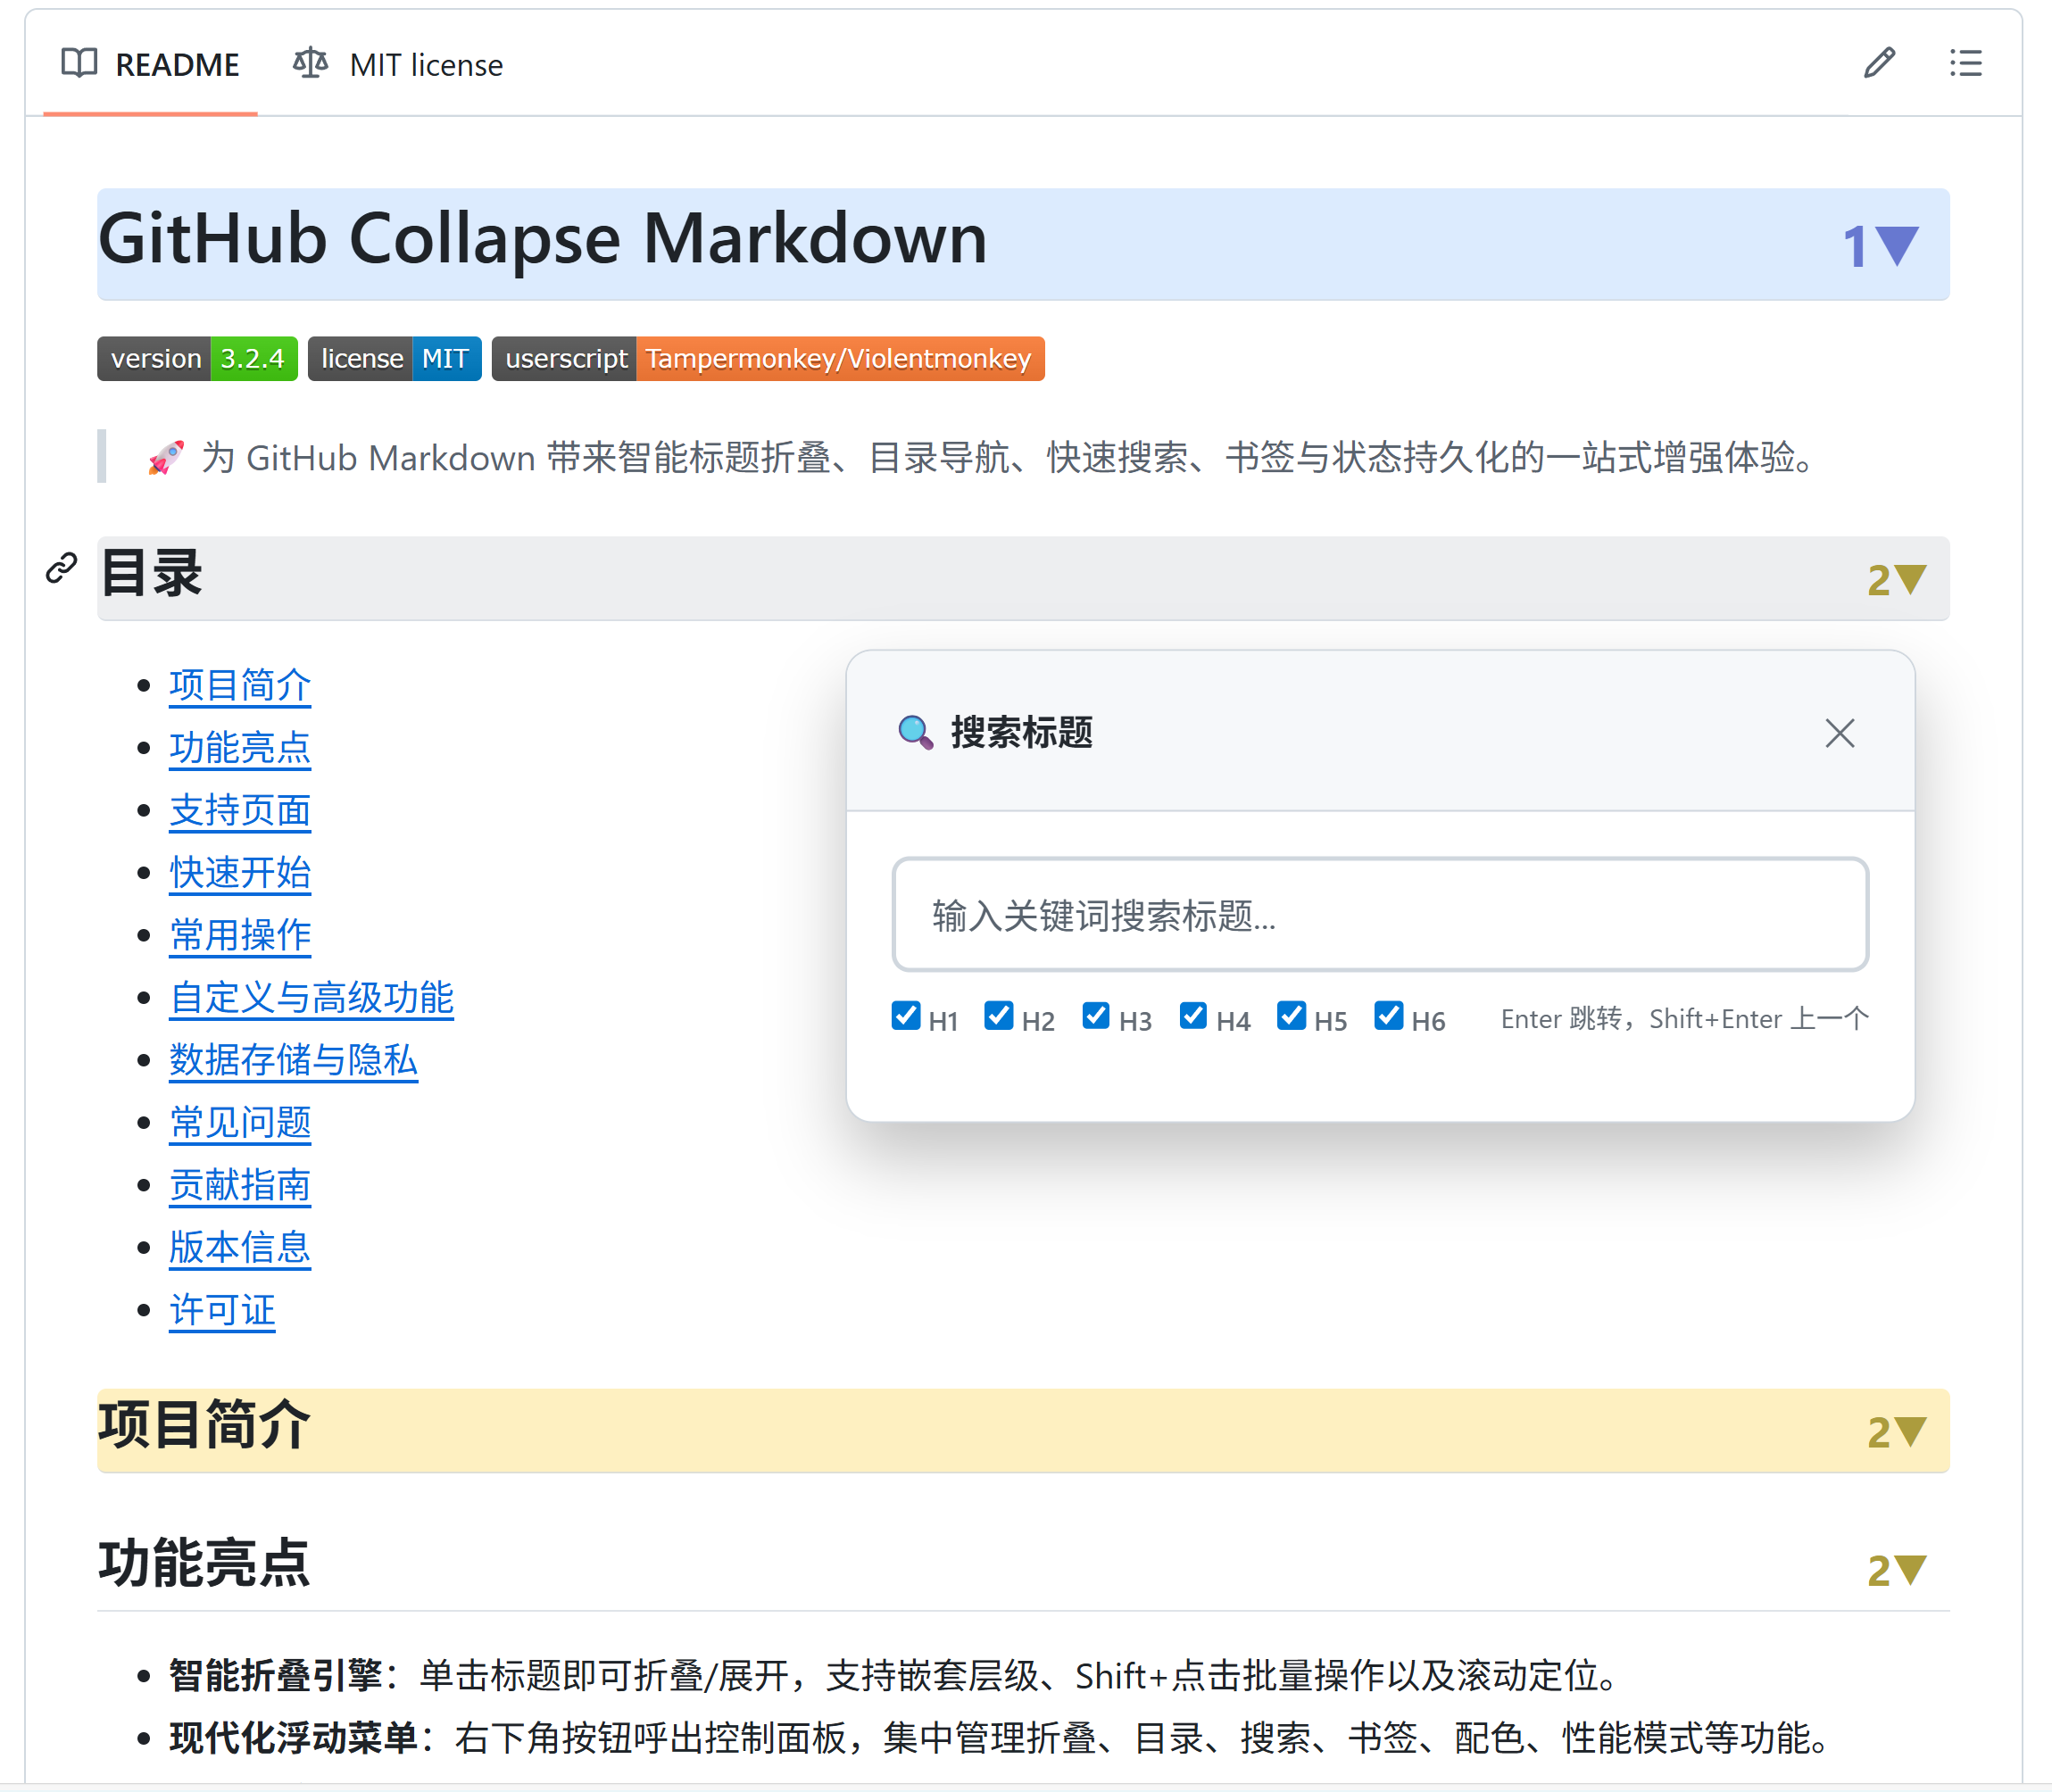 README MIT license
GitHub Collapse Markdown 1▼
version 3.2.4 license MIT userscript Tampermonkey/Violentmonkey
🚀 为 GitHub Markdown 带来智能标题折叠、目录导航、快速搜索、书签与状态持久化的一站式增强体验。
目录 2▼
项目简介
功能亮点
支持页面
快速开始
常用操作
自定义与高级功能
数据存储与隐私
常见问题
贡献指南
版本信息
许可证
🔍 搜索标题
输入关键词搜索标题...
H1 H2 H3 H4 H5 H6 Enter 跳转，Shift+Enter 上一个
项目简介 2▼
功能亮点 2▼
智能折叠引擎：单击标题即可折叠/展开，支持嵌套层级、Shift+点击批量操作以及滚动定位。
现代化浮动菜单：右下角按钮呼出控制面板，集中管理折叠、目录、搜索、书签、配色、性能模式等功能。